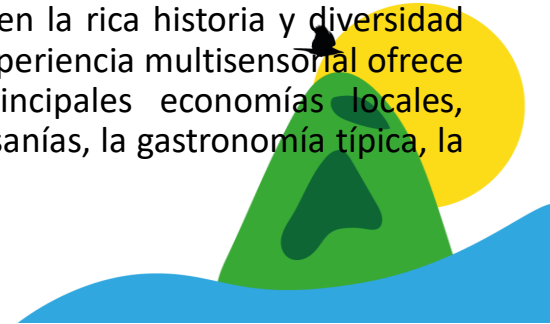 en la rica historia y diversidad
periencia multisensorial ofrece
incipales economías locales,
sanías, la gastronomía típica, la